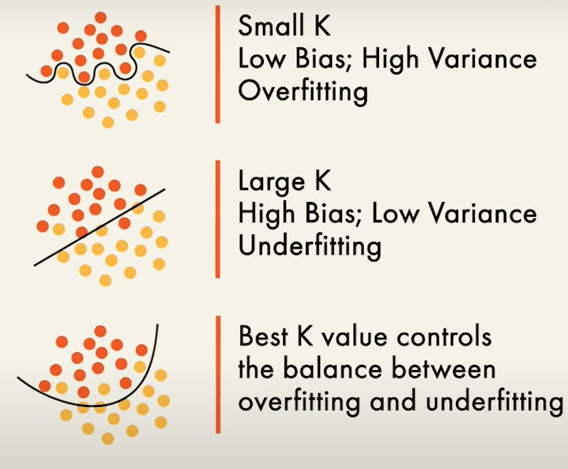 Small K
Low Bias; High Variance
Overfitting
Large K
High Bias; Low Variance
Underfitting
Best K value controls
the balance between
overfitting and underfitting